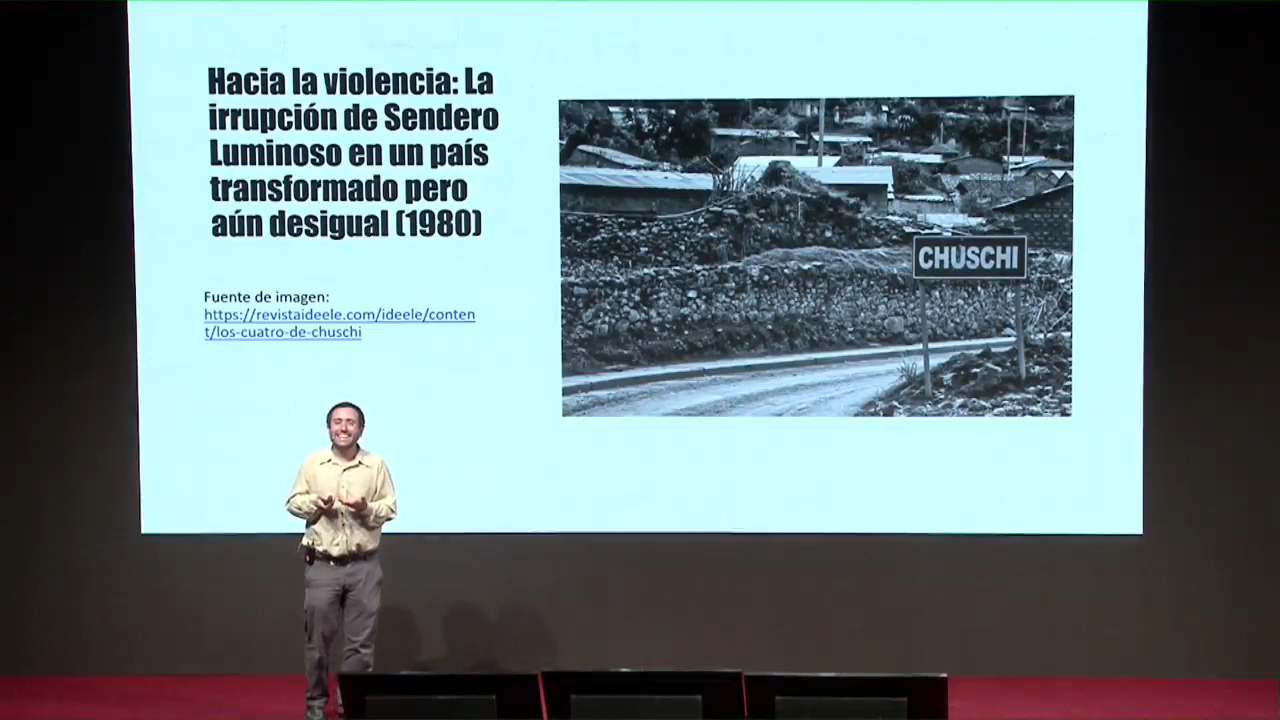 Hacia la violencia: La
irrupción de Sendero
Luminoso en un país
transformado pero
aún desigual (1980)
Fuente de imagen:
https://revistaideele.com/ideele/conten
t/los-cuatro-de-chuschi
CHUSCHI